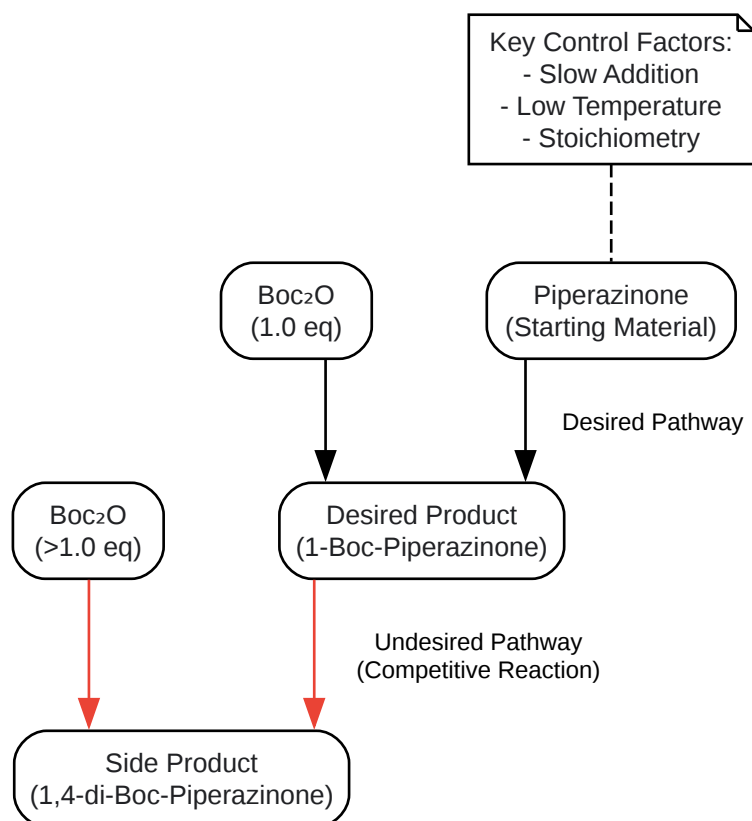 Key Control Factors:
- Slow Addition
- Low Temperature
- Stoichiometry
Boc₂O
(1.0 eq)
Piperazinone
(Starting Material)
Desired Pathway
Boc₂O
(>1.0 eq)
Desired Product
(1-Boc-Piperazinone)
Undesired Pathway
(Competitive Reaction)
Side Product
(1,4-di-Boc-Piperazinone)